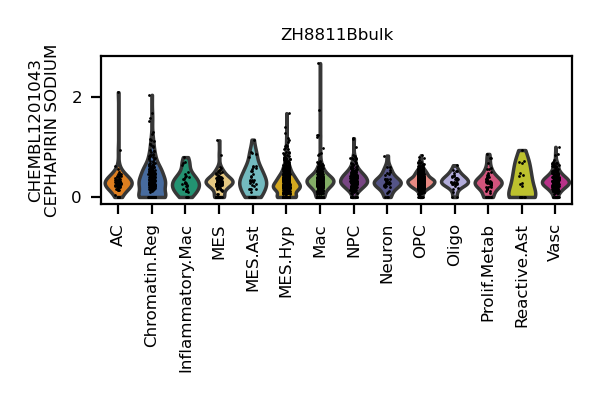 ZH8811Bbulk
CHEMBL1201043
CEPHAPIRIN SODIUM
2
0
AC
Chromatin.Reg
Inflammatory.Mac
MES
MES.Ast
MES.Hyp
Mac
NPC
Neuron
OPC
Oligo
Prolif.Metab
Reactive.Ast
Vasc